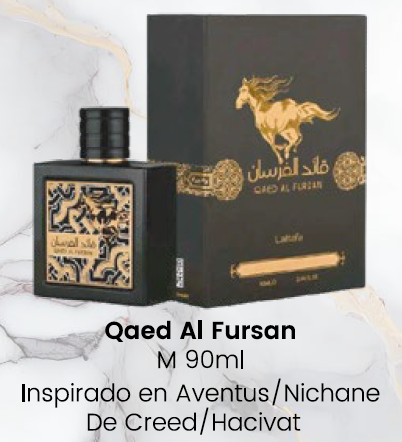 قائد الفرسان
QAED AL FURSAN
Lattafa
قائد الفرسان
QAED AL FURSAN
Qaed Al Fursan
M 90ml
Inspirado en Aventus/Nichane
De Creed/Hacivat